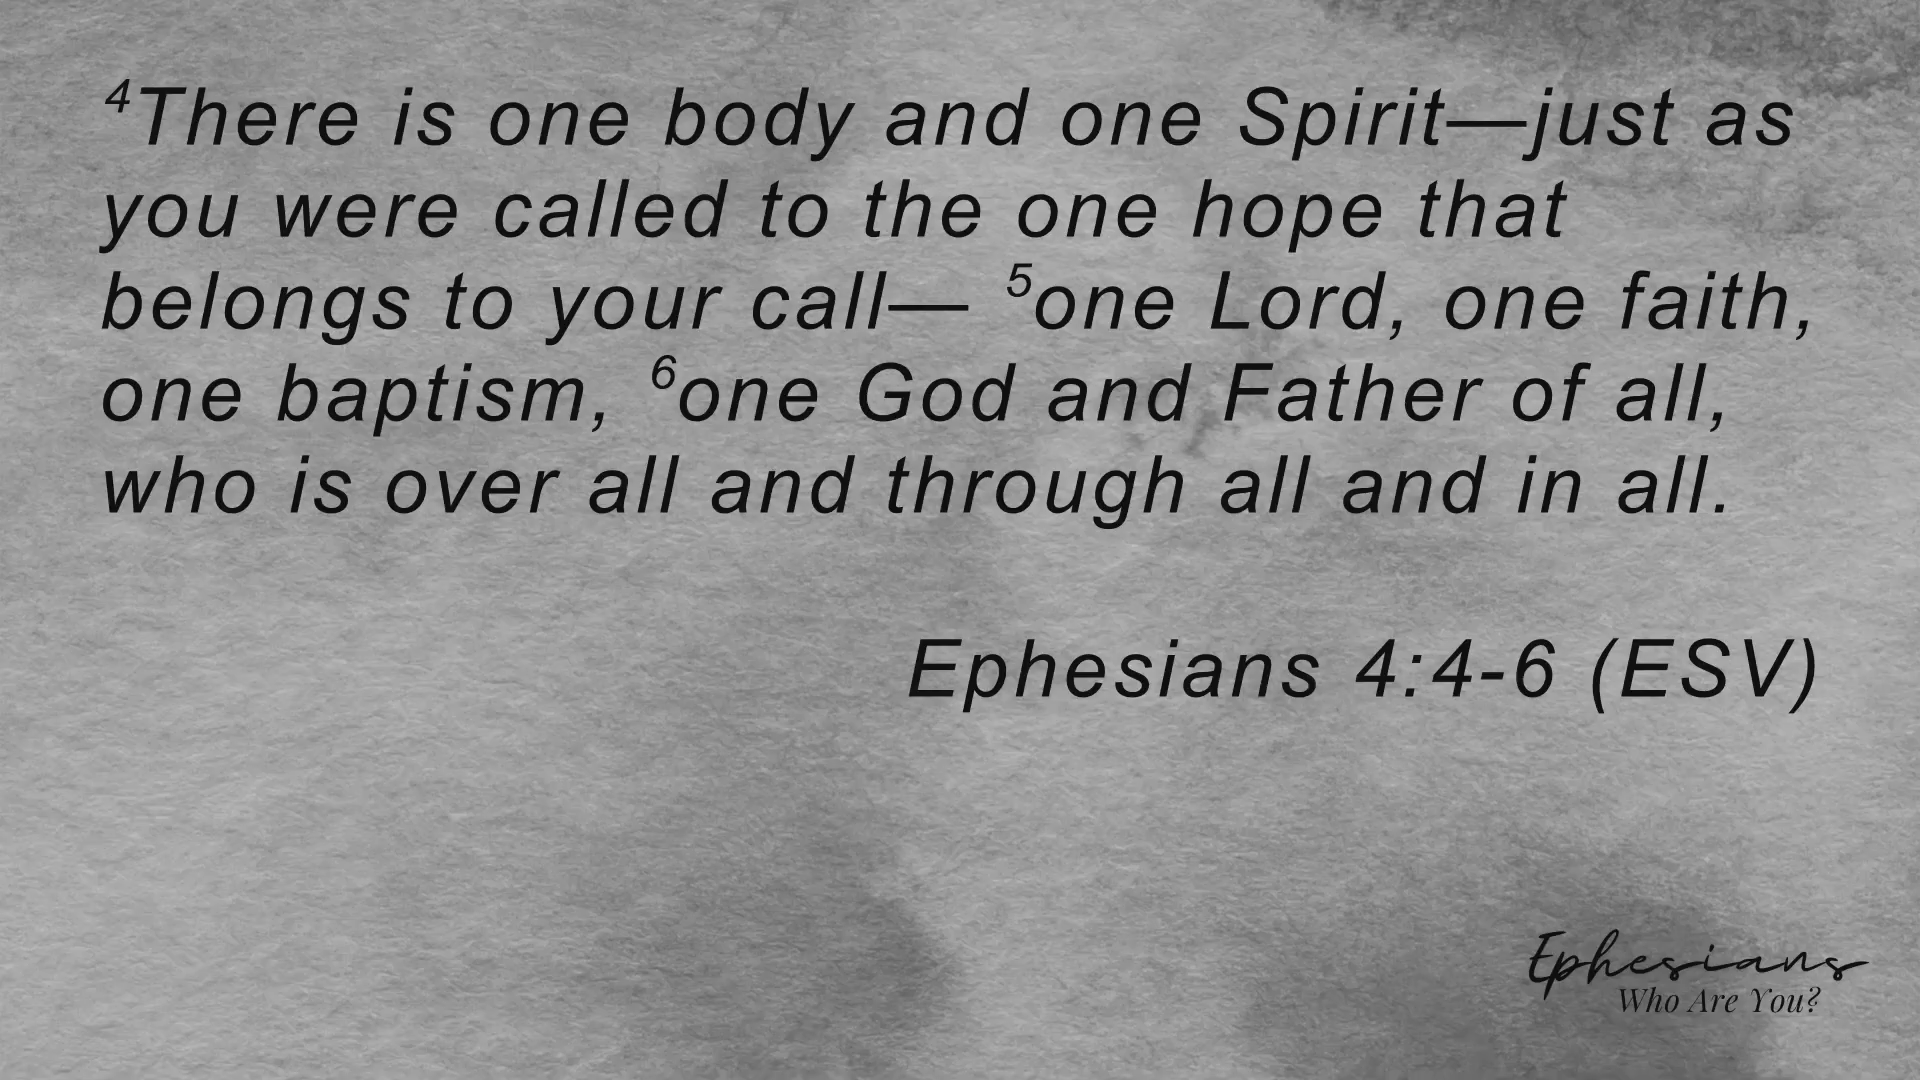 ⁴There is one body and one Spirit—just as
you were called to the one hope that
belongs to your call— ⁵one Lord, one faith,
one baptism, ⁶one God and Father of all,
who is over all and through all and in all.
Ephesians 4:4-6 (ESV)
Ephesians
Who Are You?